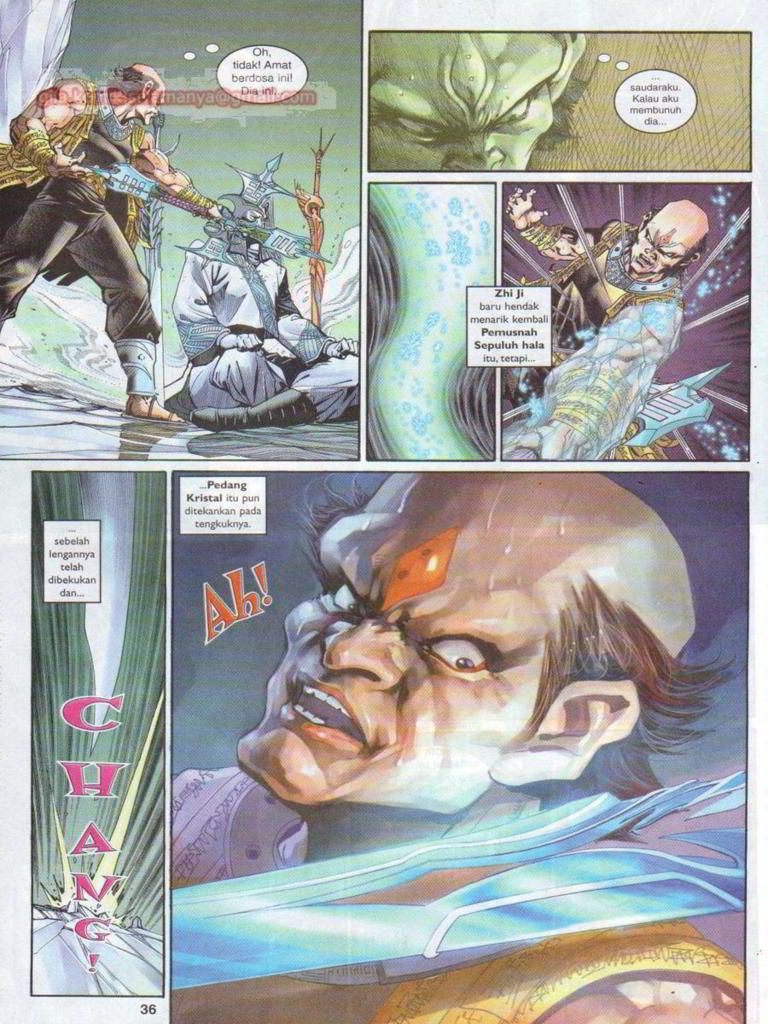 Oh,
tidak! Amat
berdosa ini!
Dia ini...
...
saudaraku.
Kalau aku
membunuh
dia...
Zhi Ji
baru hendak
menarik kembali
Pemusnah
Sepuluh hala
itu, tetapi...
...
sebelah
lengannya
telah
dibekukan
dan...
CHANG!
...Pedang
Kristal itu pun
ditekankan pada
tengkuknya.
Ah!
36